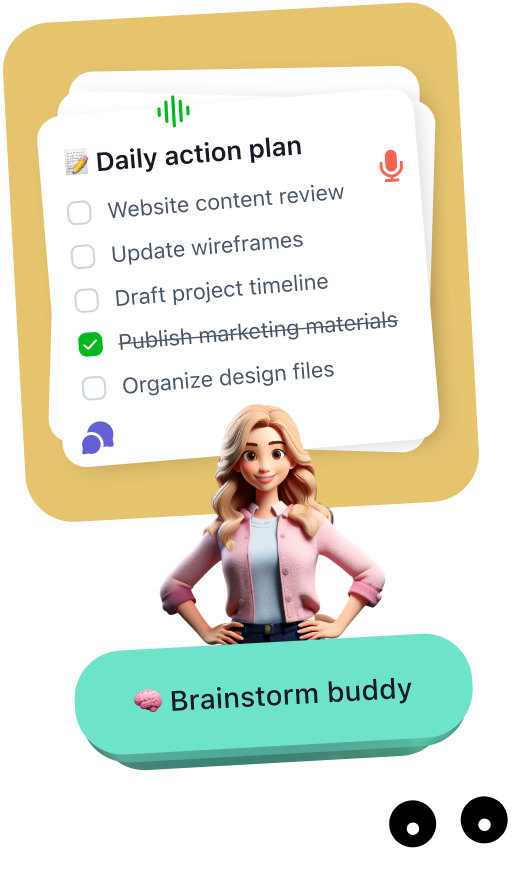 Daily action plan
Website content review
Update wireframes
Draft project timeline
Publish marketing materials
Organize design files
Brainstorm buddy